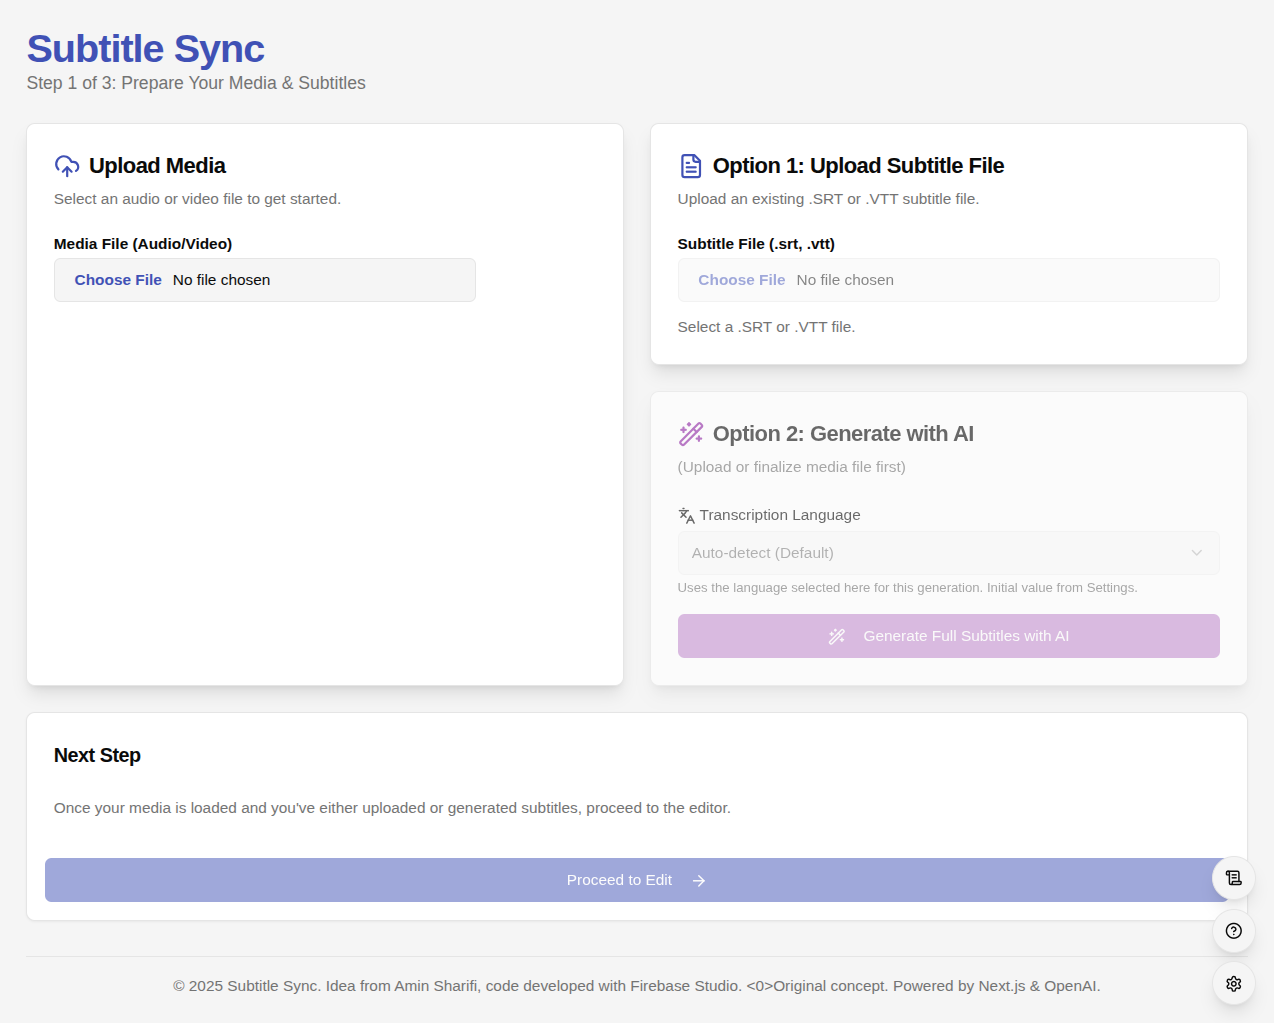 Subtitle Sync
Step 1 of 3: Prepare Your Media & Subtitles
Upload Media
Select an audio or video file to get started.
Media File (Audio/Video)
Choose File No file chosen
Option 1: Upload Subtitle File
Upload an existing .SRT or .VTT subtitle file.
Subtitle File (.srt, .vtt)
Choose File No file chosen
Select a .SRT or .VTT file.
Option 2: Generate with AI
(Upload or finalize media file first)
Transcription Language
Auto-detect (Default)
Uses the language selected here for this generation. Initial value from Settings.
Generate Full Subtitles with AI
Next Step
Once your media is loaded and you've either uploaded or generated subtitles, proceed to the editor.
Proceed to Edit
© 2025 Subtitle Sync. Idea from Amin Sharifi, code developed with Firebase Studio. <0>Original concept. Powered by Next.js & OpenAI.